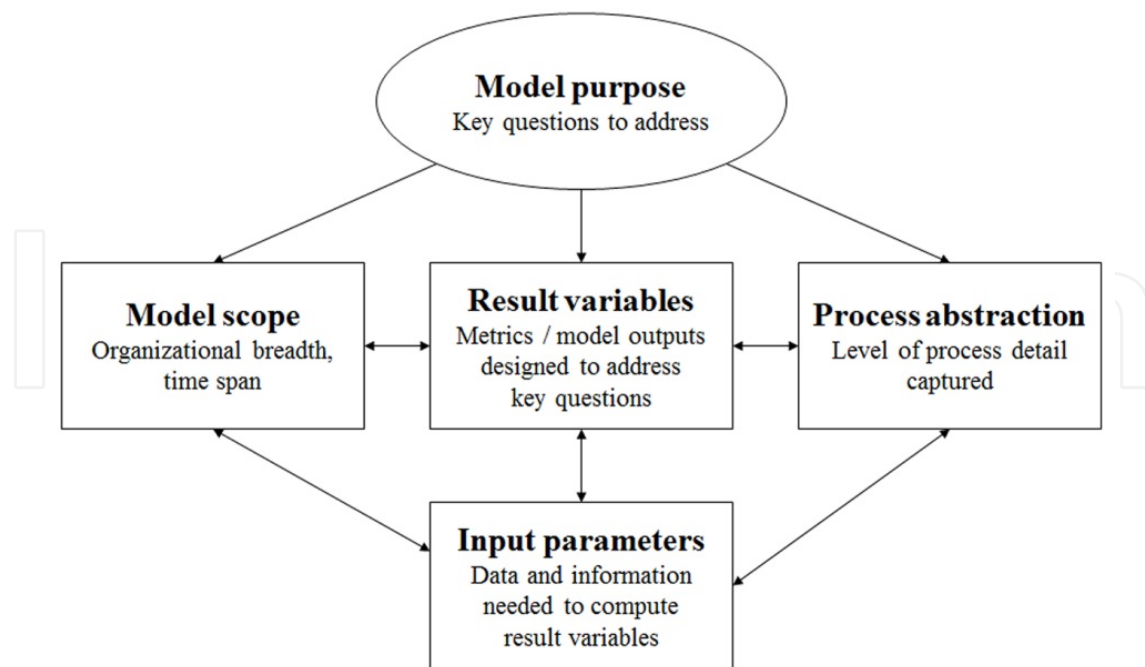 Model purpose
Key questions to address
Model scope
Organizational breadth,
time span
Result variables
Metrics / model outputs
designed to address
key questions
Process abstraction
Level of process detail
captured
Input parameters
Data and information
needed to compute
result variables